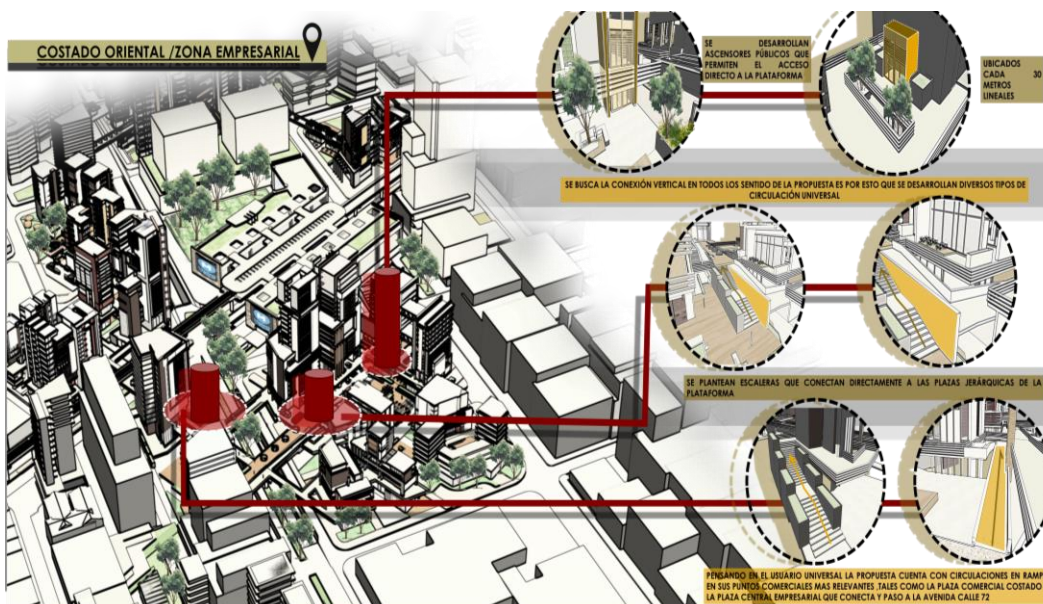 COSTADO ORIENTAL /ZONA EMPRESARIAL
SE DESARROLLAN
ASCENSORES PÚBLICOS QUE
PERMITEN EL ACCESO
DIRECTO A LA PLATAFORMA
UBICADOS
CADA 30
METROS
LINEALES
SE BUSCA LA CONEXIÓN VERTICAL EN TODOS LOS SENTIDO DE LA PROPUESTA ES POR ESTO QUE SE DESARROLLAN DIVERSOS TIPOS DE
CIRCULACIÓN UNIVERSAL
SE PLANTEAN ESCALERAS QUE CONECTAN DIRECTAMENTE A LAS PLAZAS JERÁRQUICAS DE LA
PLATAFORMA
PENSANDO EN EL USUARIO UNIVERSAL LA PROPUESTA CUENTA CON CIRCULACIONES EN RAMP
EN SUS PUNTOS COMERCIALES MAS RELEVANTES ,TALES COMO LA PLAZA COMERCIAL COSTADO
LA PLAZA CENTRAL EMPRESARIAL QUE CONECTA Y PASO A LA AVENIDA CALLE 72